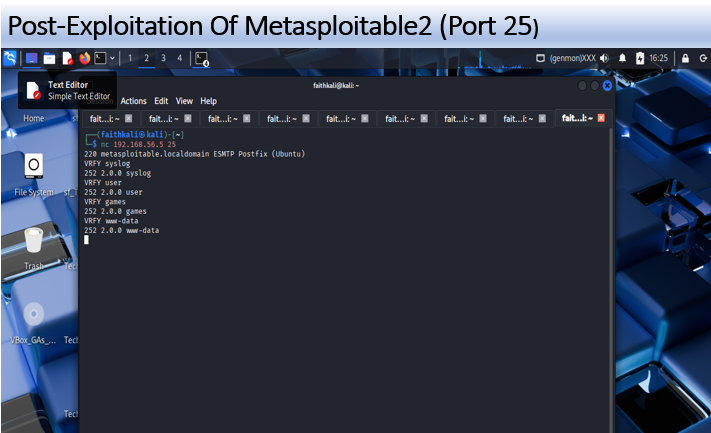 Post-Exploitation Of Metasploitable2 (Port 25)
1 2 3 4
(genmon)XXX
16:25
Text Editor
Simple Text Editor
faithkali@kali: ~
Actions Edit View Help
Home
fait...i: ~ fait...i: ~ fait...i: ~ fait...i: ~ fait...i: ~ fait...i: ~ fait...i: ~ fait...i: ~ fait...i: ~
┌──(faithkali㉿kali)-[~]
└─$ nc 192.168.56.5 25
220 metasploitable.localdomain ESMTP Postfix (Ubuntu)
VRFY syslog
252 2.0.0 syslog
VRFY user
252 2.0.0 user
VRFY games
252 2.0.0 games
VRFY www-data
252 2.0.0 www-data
File System
Trash
VBox_GAs_...